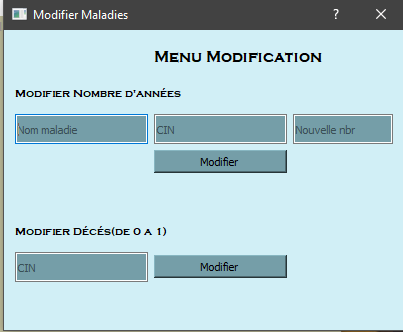 Modifier Maladies
Menu Modification
Modifier Nombre d'années
Nom maladie CIN Nouvelle nbr
Modifier
Modifier Décés(de 0 a 1)
CIN Modifier